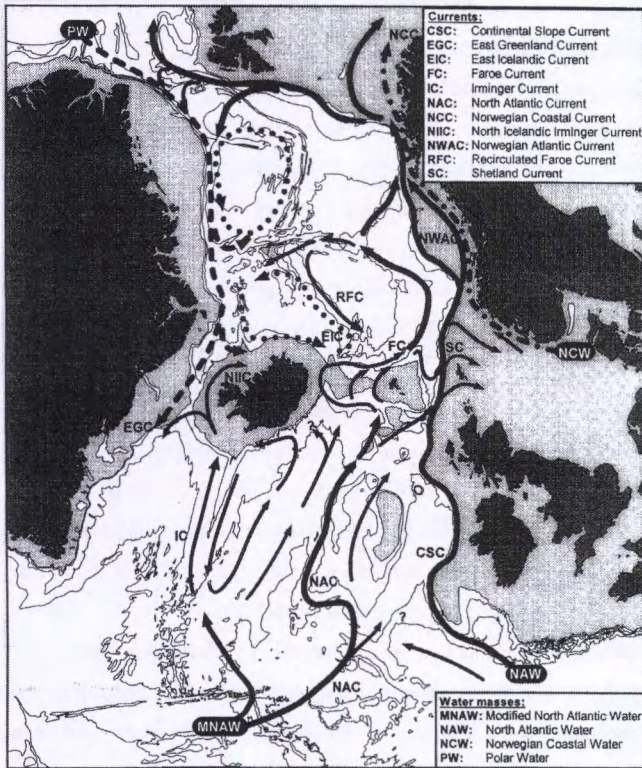 Currents:
CSC: Continental Slope Current
EGC: East Greenland Current
EIC: East Icelandic Current
FC: Faroe Current
IC: Irminger Current
NAC: North Atlantic Current
NCC: Norwegian Coastal Current
NIIC: North Icelandic Irminger Current
NWAC: Norwegian Atlantic Current
RFC: Recirculated Faroe Current
SC: Shetland Current
PW
NCC
NWAC
RFC
EIC
FC
SC
NCW
NIIC
EGC
IC
NAC
CSC
?
NAC
NAW
MNAW
Water masses:
MNAW: Modified North Atlantic Water
NAW: North Atlantic Water
NCW: Norwegian Coastal Water
PW: Polar Water